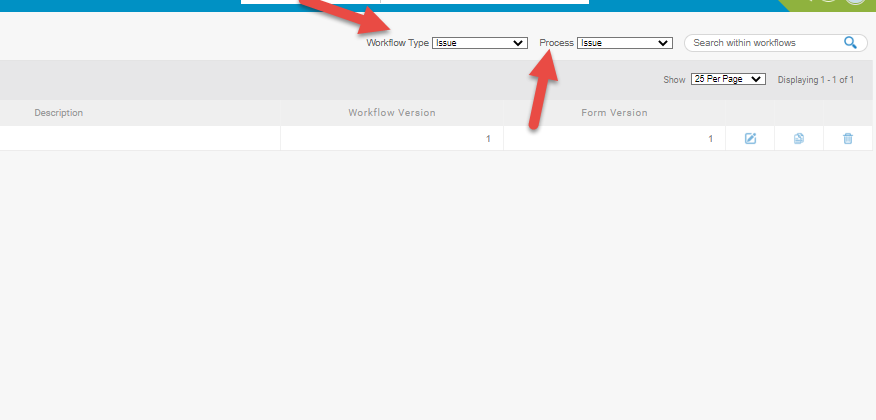 Workflow Type Issue Process Issue Search within workflows
Show 25 Per Page Displaying 1 - 1 of 1
Description Workflow Version Form Version
1 1